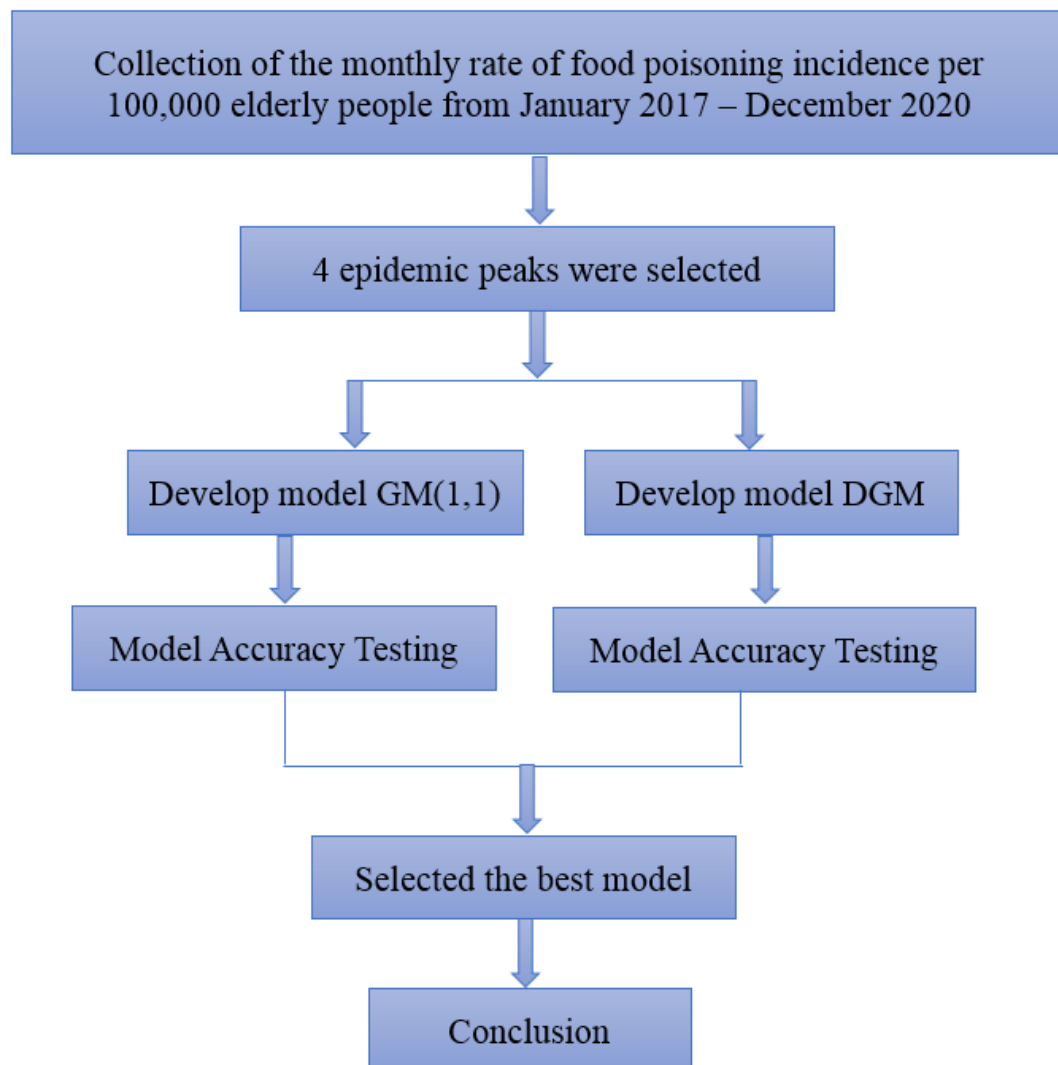 Collection of the monthly rate of food poisoning incidence per
100,000 elderly people from January 2017 – December 2020
4 epidemic peaks were selected
Develop model GM(1,1)
Develop model DGM
Model Accuracy Testing
Model Accuracy Testing
Selected the best model
Conclusion